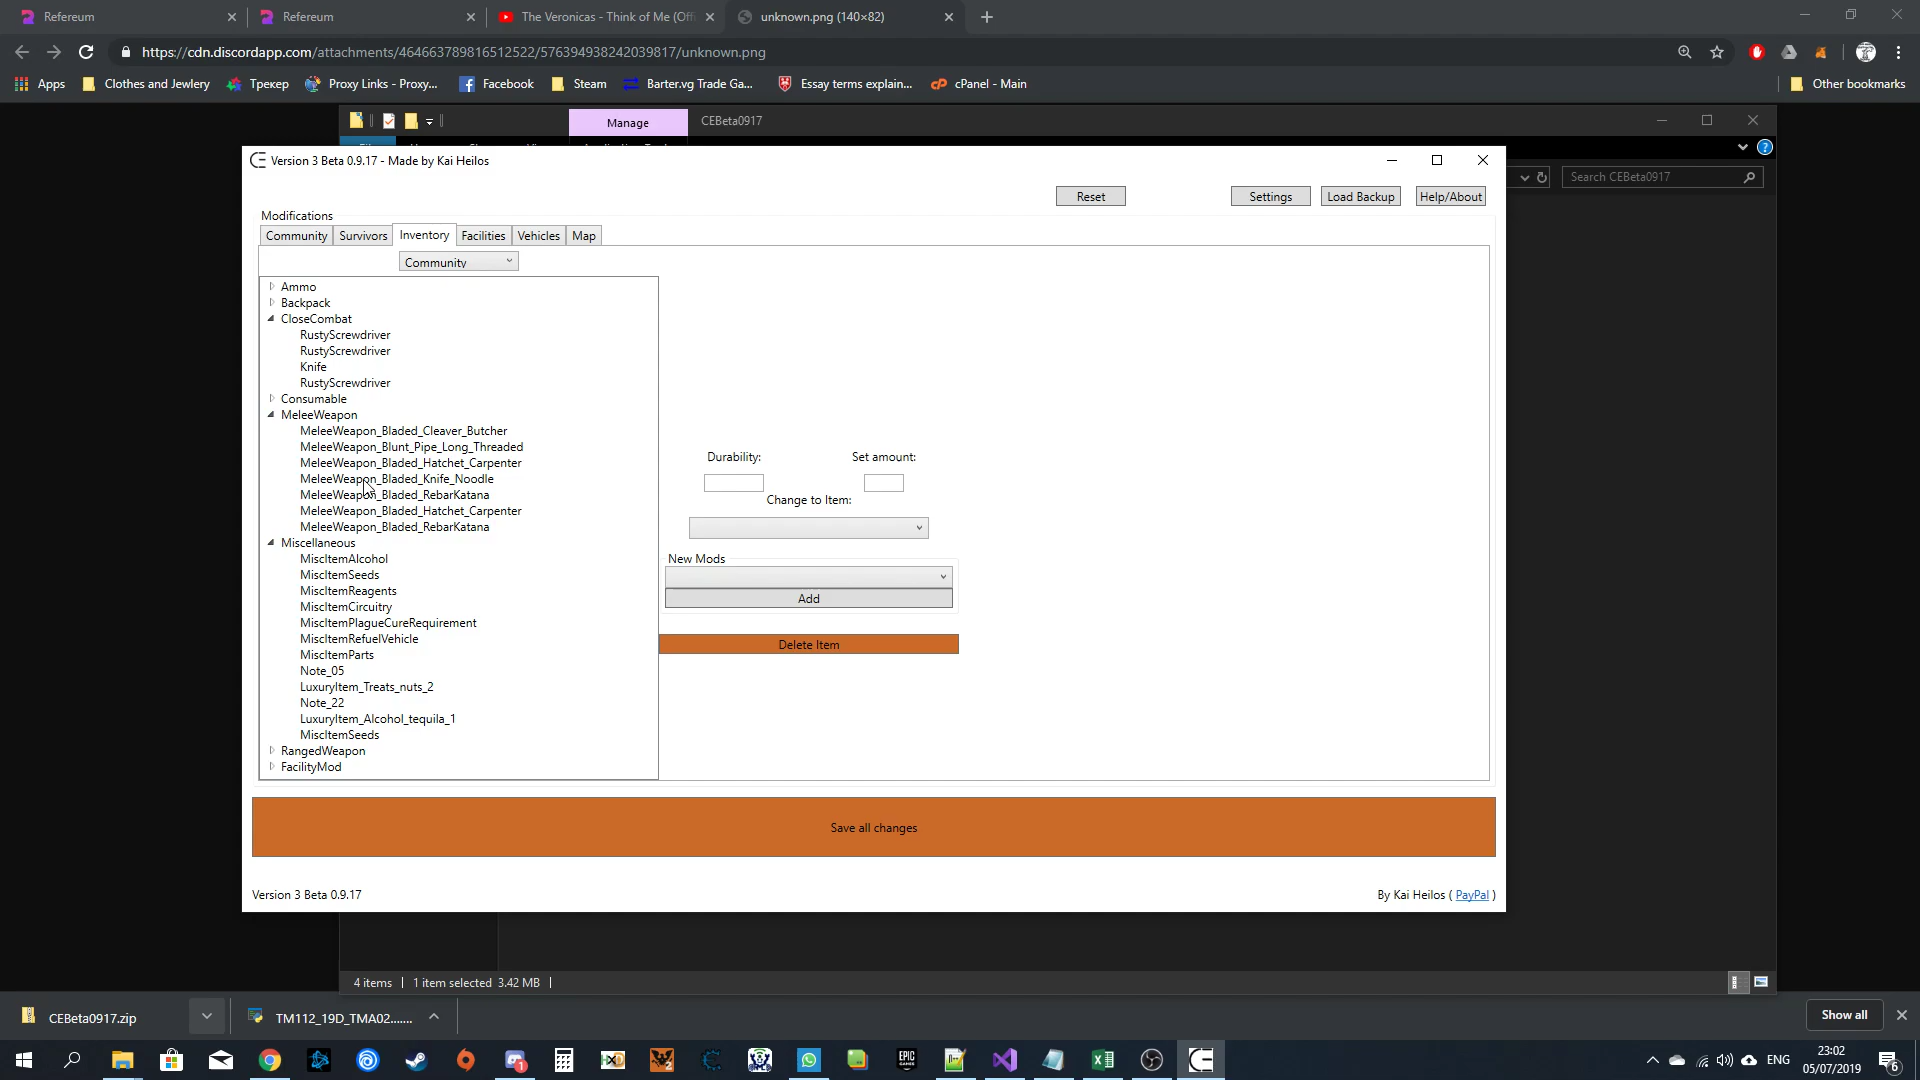 Refereum
Refereum
The Veronicas - Think of Me (Offi
unknown.png (140×82)
https://cdn.discordapp.com/attachments/464663789816512522/576394938242039817/unknown.png
Apps
Clothes and Jewlery
Трекер
Proxy Links - Proxy...
Facebook
Steam
Barter.vg Trade Ga...
Essay terms explain...
cPanel - Main
Other bookmarks
Manage
CEBeta0917
Search CEBeta0917
Version 3 Beta 0.9.17 - Made by Kai Heilos
Reset
Settings
Load Backup
Help/About
Modifications
Community
Survivors
Inventory
Facilities
Vehicles
Map
Community
Ammo
Backpack
CloseCombat
RustyScrewdriver
RustyScrewdriver
Knife
RustyScrewdriver
Consumable
MeleeWeapon
MeleeWeapon_Bladed_Cleaver_Butcher
MeleeWeapon_Blunt_Pipe_Long_Threaded
MeleeWeapon_Bladed_Hatchet_Carpenter
MeleeWeapon_Bladed_Knife_Noodle
MeleeWeapon_Bladed_RebarKatana
MeleeWeapon_Bladed_Hatchet_Carpenter
MeleeWeapon_Bladed_RebarKatana
Miscellaneous
MiscItemAlcohol
MiscItemSeeds
MiscItemReagents
MiscItemCircuitry
MiscItemPlagueCureRequirement
MiscItemRefuelVehicle
MiscItemParts
Note_05
LuxuryItem_Treats_nuts_2
Note_22
LuxuryItem_Alcohol_tequila_1
MiscItemSeeds
RangedWeapon
FacilityMod
Durability:
Set amount:
Change to Item:
New Mods
Add
Delete Item
Save all changes
Version 3 Beta 0.9.17
By Kai Heilos ( PayPal )
4 items
1 item selected 3.42 MB
CEBeta0917.zip
TM112_19D_TMA02.......
Show all
ENG
23:02
05/07/2019